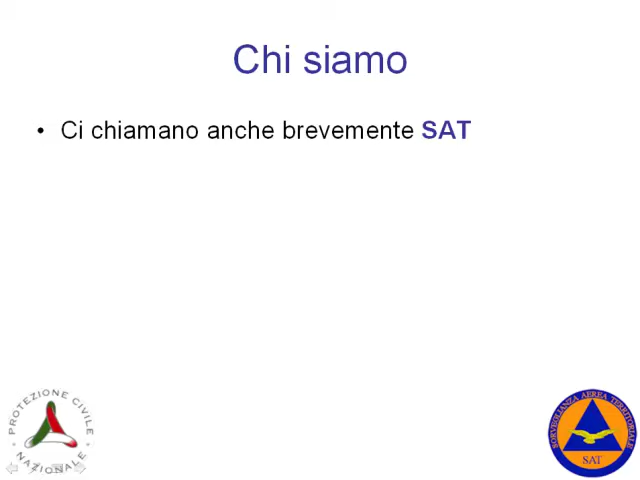 Chi siamo
• Ci chiamano anche brevemente SAT
PROTEZIONE CIVILE
NAZIONALE
SORVEGLIANZA AEREA TERRITORIALE
SAT